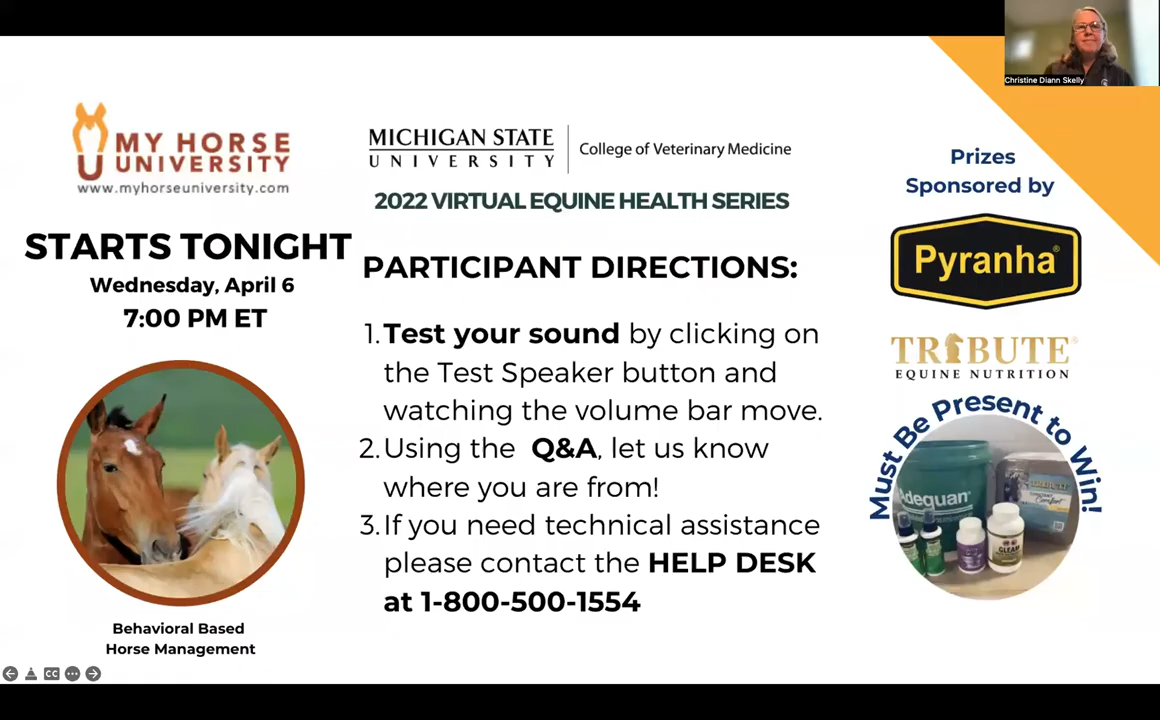 Christine Diann Skelly
MY HORSE
UNIVERSITY
www.myhorseuniversity.com
STARTS TONIGHT
Wednesday, April 6
7:00 PM ET
Behavioral Based
Horse Management
MICHIGAN STATE
UNIVERSITY
College of Veterinary Medicine
2022 VIRTUAL EQUINE HEALTH SERIES
PARTICIPANT DIRECTIONS:
1. Test your sound by clicking on
the Test Speaker button and
watching the volume bar move.
2. Using the Q&A, let us know
where you are from!
3. If you need technical assistance
please contact the HELP DESK
at 1-800-500-1554
Prizes
Sponsored by
Pyranha®
TRIBUTE®
EQUINE NUTRITION
Must Be Present to Win!
Adequan
TRIBUTE
GLEAM
CC